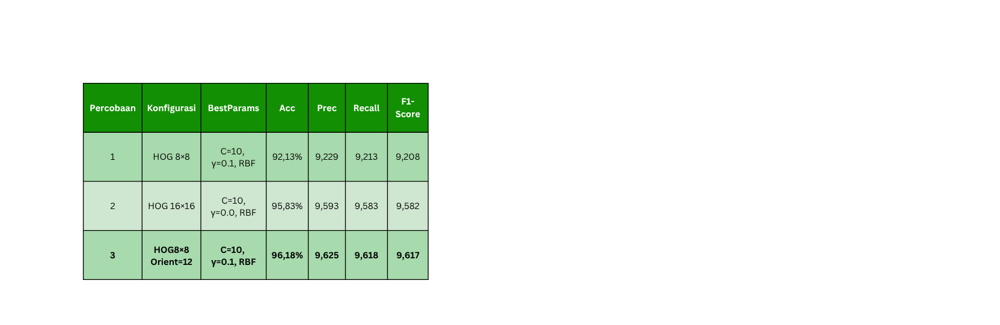 Percobaan Konfigurasi BestParams Acc Prec Recall F1-
Score
1 HOG 8×8 C=10,
y=0.1, RBF 92,13% 9,229 9,213 9,208
2 HOG 16×16 C=10,
y=0.0, RBF 95,83% 9,593 9,583 9,582
3 HOG8×8
Orient=12 C=10,
y=0.1, RBF 96,18% 9,625 9,618 9,617